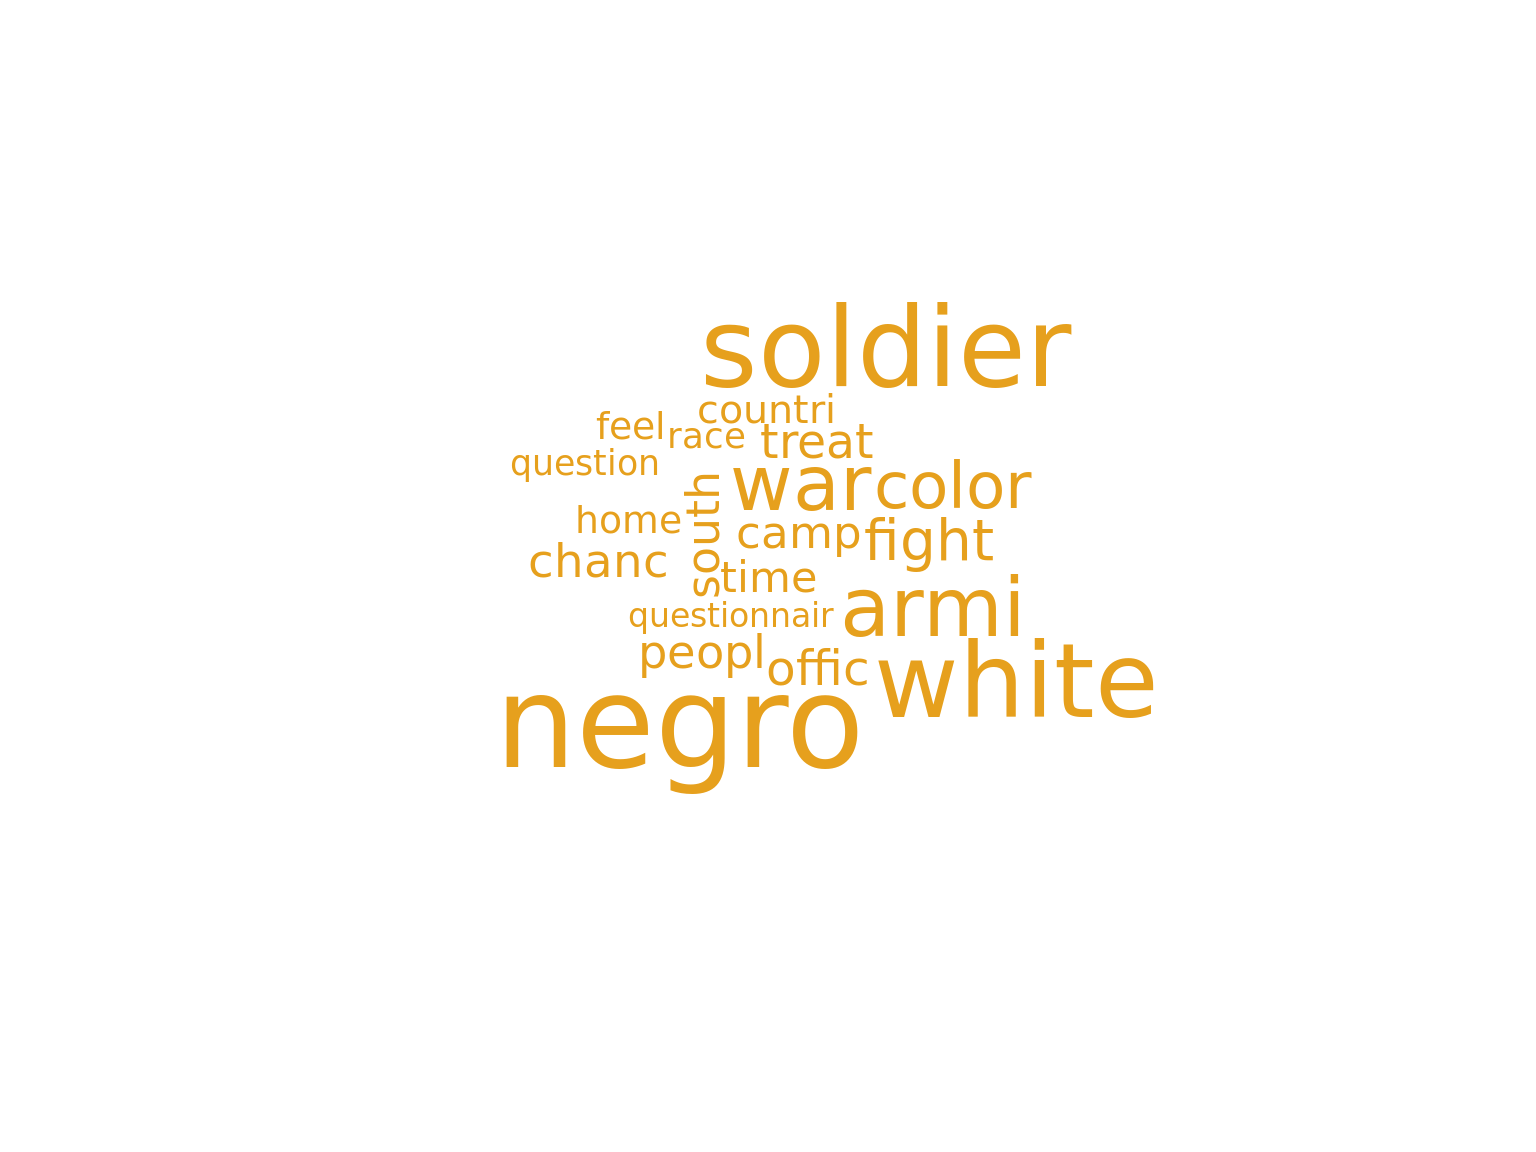 soldier
countri
feel
race
treat
question
war
color
south
home
camp
fight
chanc
time
questionnair
armi
peopl
offic
white
negro